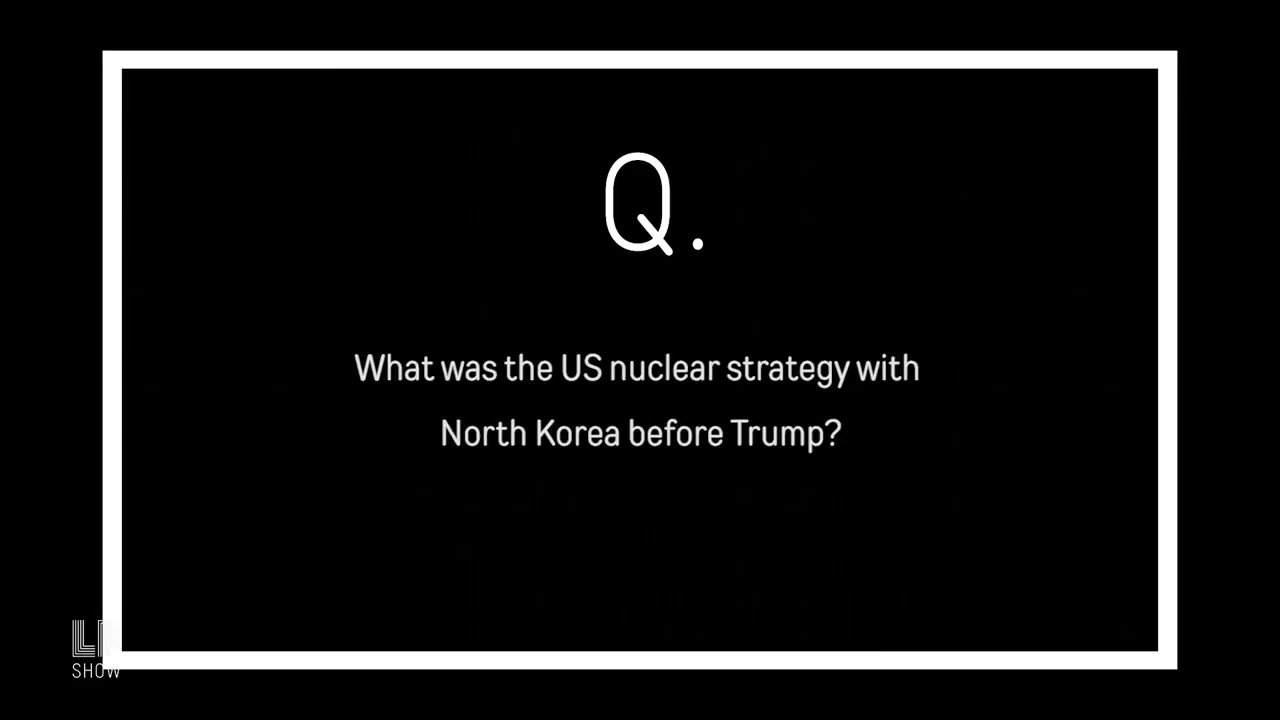 Q.
What was the US nuclear strategy with
North Korea before Trump?
SHOW